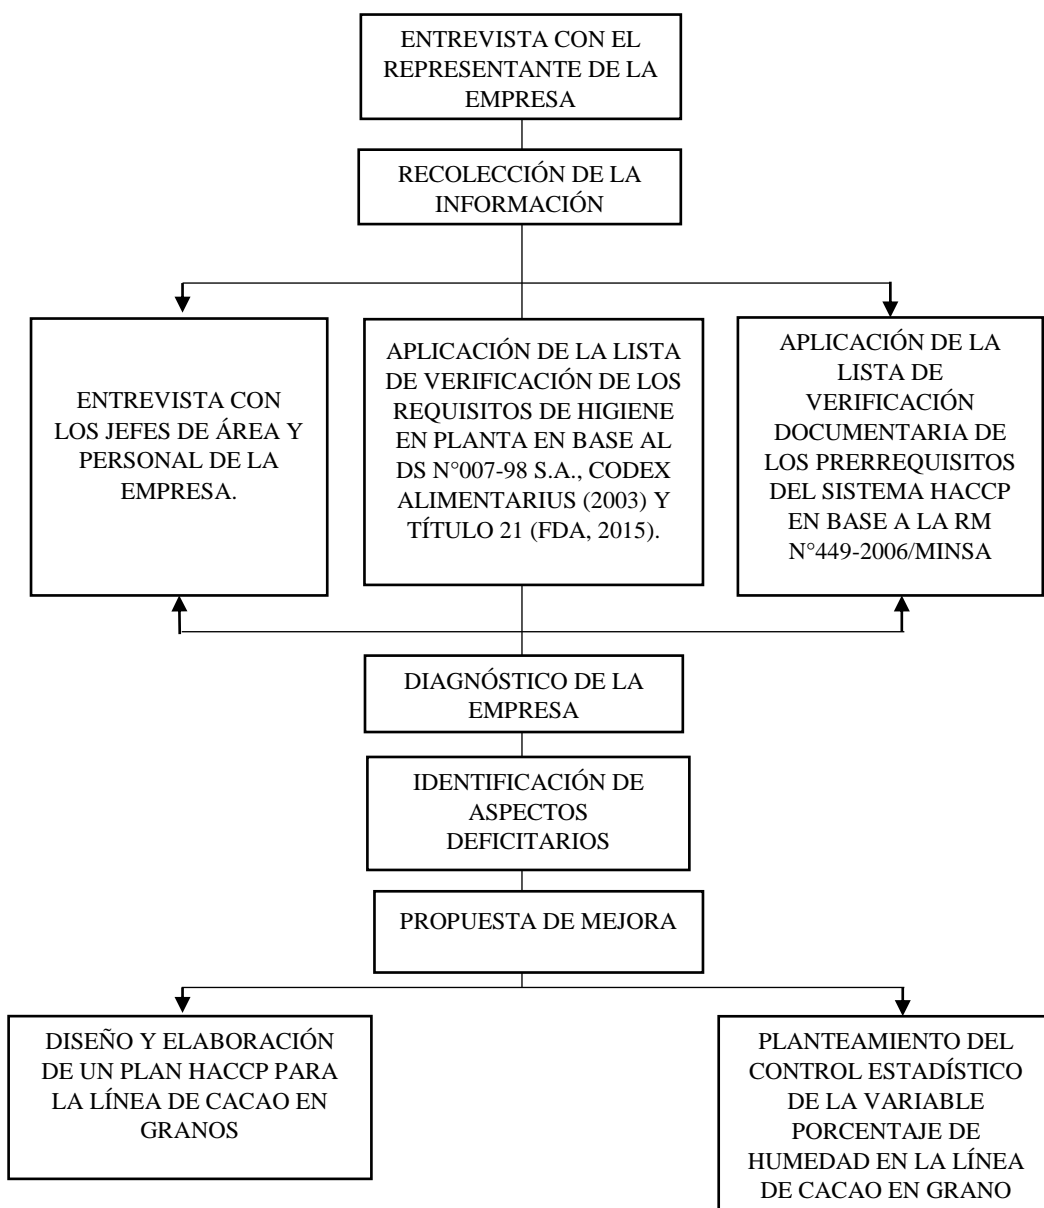 ENTREVISTA CON EL
REPRESENTANTE DE LA
EMPRESA
RECOLECCIÓN DE LA
INFORMACIÓN
ENTREVISTA CON
LOS JEFES DE ÁREA Y
PERSONAL DE LA
EMPRESA.
APLICACIÓN DE LA LISTA
DE VERIFICACIÓN DE LOS
REQUISITOS DE HIGIENE
EN PLANTA EN BASE AL
DS N°007-98 S.A., CODEX
ALIMENTARIUS (2003) Y
TÍTULO 21 (FDA, 2015).
APLICACIÓN DE LA
LISTA DE
VERIFICACIÓN
DOCUMENTARIA DE
LOS PRERREQUISITOS
DEL SISTEMA HACCP
EN BASE A LA RM
N°449-2006/MINSA
DIAGNÓSTICO DE LA
EMPRESA
IDENTIFICACIÓN DE
ASPECTOS
DEFICITARIOS
PROPUESTA DE MEJORA
DISEÑO Y ELABORACIÓN
DE UN PLAN HACCP PARA
LA LÍNEA DE CACAO EN
GRANOS
PLANTEAMIENTO DEL
CONTROL ESTADÍSTICO
DE LA VARIABLE
PORCENTAJE DE
HUMEDAD EN LA LÍNEA
DE CACAO EN GRANO